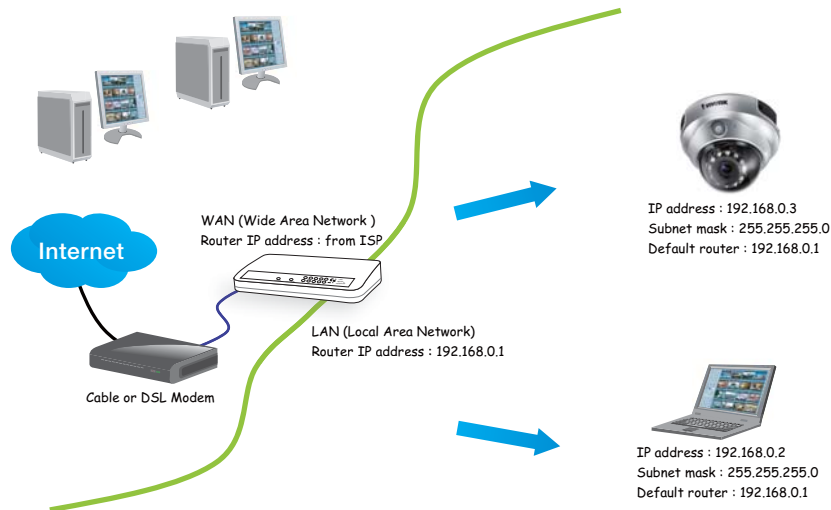 WAN (Wide Area Network )
Router IP address : from ISP
Internet
LAN (Local Area Network)
Router IP address : 192.168.0.1
Cable or DSL Modem
IP address : 192.168.0.3
Subnet mask : 255.255.255.0
Default router : 192.168.0.1
IP address : 192.168.0.2
Subnet mask : 255.255.255.0
Default router : 192.168.0.1